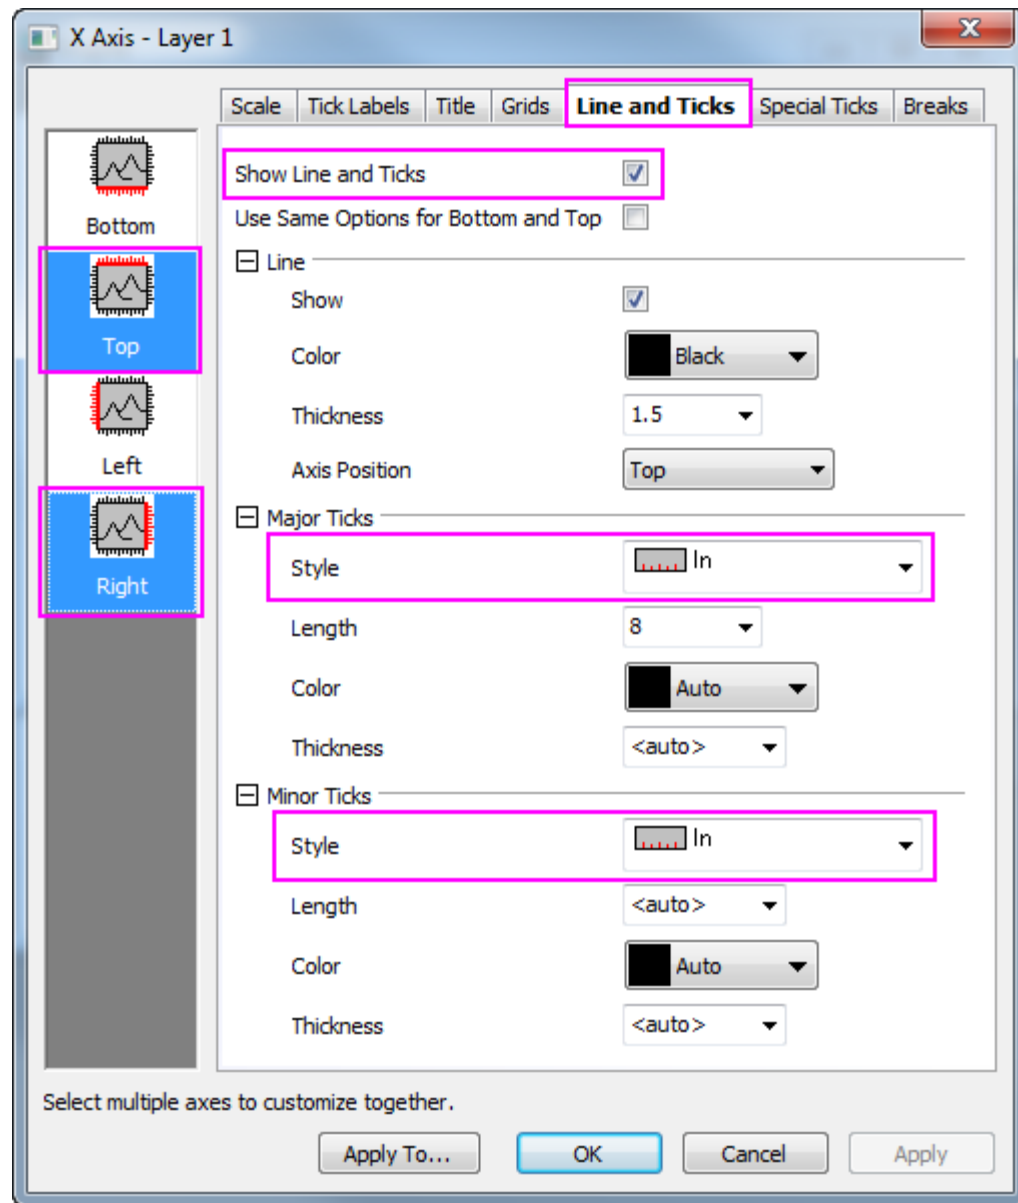 X Axis - Layer 1
X
Scale Tick Labels Title Grids Line and Ticks Special Ticks Breaks
Bottom
Top
Left
Right
Show Line and Ticks
Use Same Options for Bottom and Top
Line
Show
Color Black
Thickness 1.5
Axis Position Top
Major Ticks
Style In
Length 8
Color Auto
Thickness <auto>
Minor Ticks
Style In
Length <auto>
Color Auto
Thickness <auto>
Select multiple axes to customize together.
Apply To... OK Cancel Apply